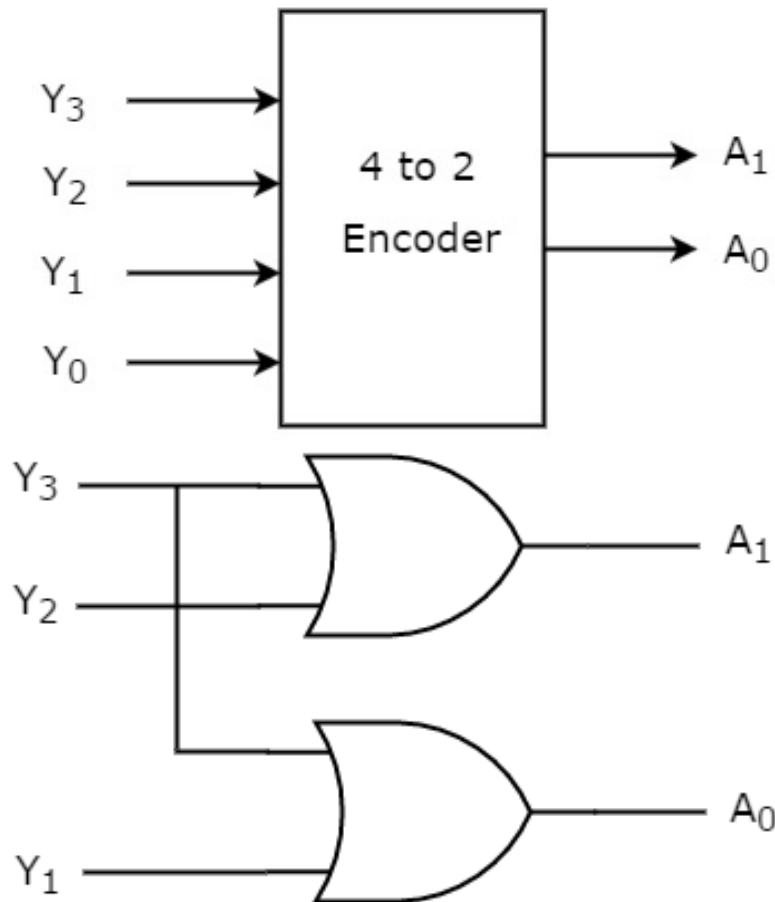 Y₃
Y₂
Y₁
Y₀
4 to 2
Encoder
A₁
A₀
Y₃
Y₂
A₁
Y₁
A₀